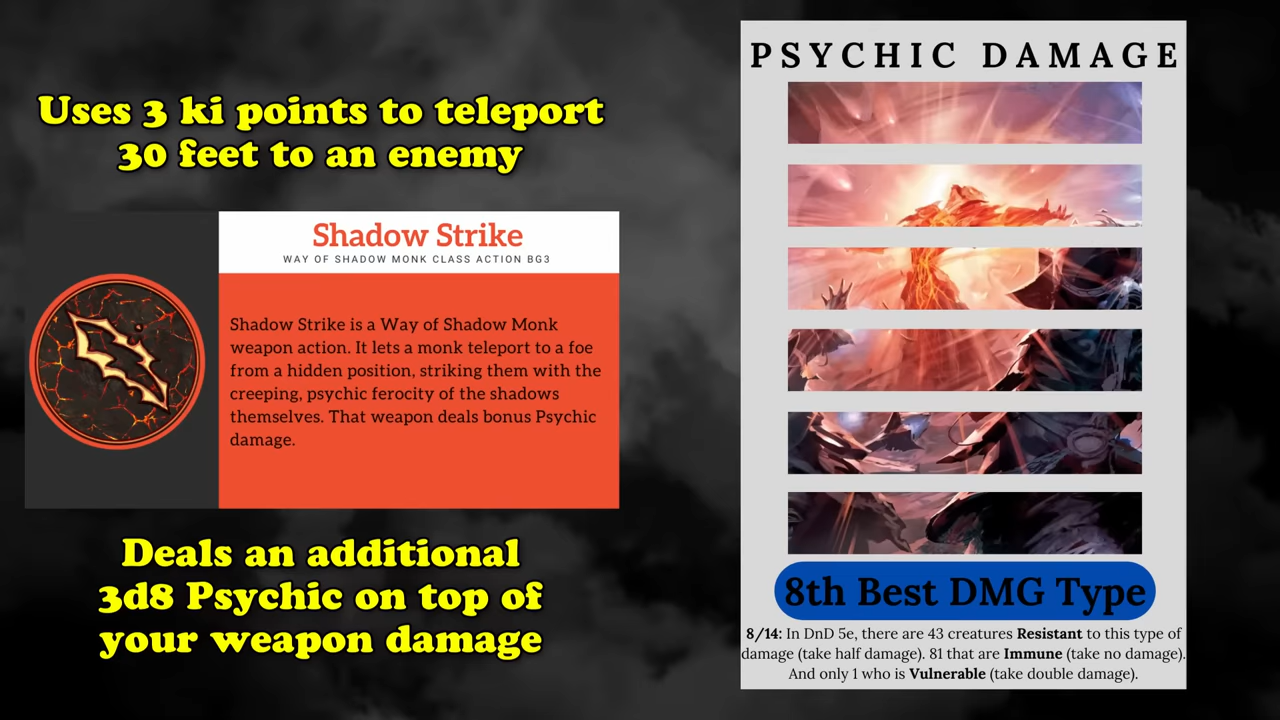 Uses 3 ki points to teleport
30 feet to an enemy
Shadow Strike
WAY OF SHADOW MONK CLASS ACTION BG3
Shadow Strike is a Way of Shadow Monk
weapon action. It lets a monk teleport to a foe
from a hidden position, striking them with the
creeping, psychic ferocity of the shadows
themselves. That weapon deals bonus Psychic
damage.
Deals an additional
3d8 Psychic on top of
your weapon damage
PSYCHIC DAMAGE
8th Best DMG Type
8/14: In DnD 5e, there are 43 creatures Resistant to this type of
damage (take half damage). 81 that are Immune (take no damage).
And only 1 who is Vulnerable (take double damage).